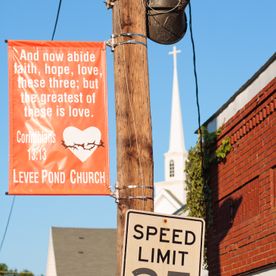 And now abide
faith, hope, love,
these three; but
the greatest of
these is love.
Corinthians
13:13
LEVEE POND CHURCH
SPEED
LIMIT